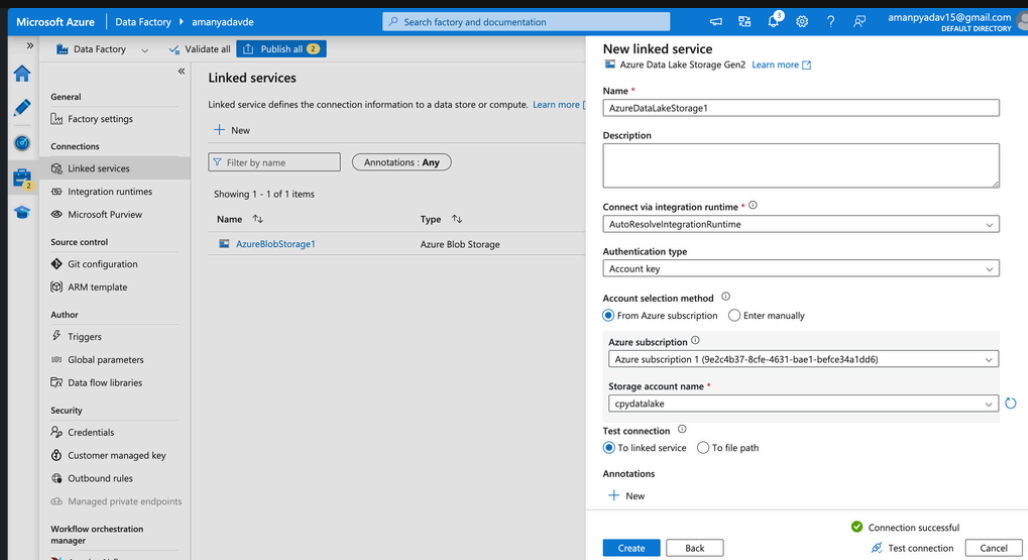 Microsoft Azure
Data Factory
amanyadavde
Search factory and documentation
3
amanpyadav15@gmail.com
DEFAULT DIRECTORY
Data Factory
Validate all
Publish all 2
2
General
Factory settings
Connections
Linked services
Integration runtimes
Microsoft Purview
Source control
Git configuration
ARM template
Author
Triggers
Global parameters
Data flow libraries
Security
Credentials
Customer managed key
Outbound rules
Managed private endpoints
Workflow orchestration
manager
Linked services
Linked service defines the connection information to a data store or compute. Learn more
New
Filter by name
Annotations : Any
Showing 1 - 1 of 1 items
Name Type
AzureBlobStorage1 Azure Blob Storage
New linked service
Azure Data Lake Storage Gen2 Learn more
Name *
AzureDataLakeStorage1
Description
Connect via integration runtime *
AutoResolveIntegrationRuntime
Authentication type
Account key
Account selection method
From Azure subscription Enter manually
Azure subscription
Azure subscription 1 (9e2c4b37-8cfe-4631-bae1-befce34a1dd6)
Storage account name *
cpydatalake
Test connection
To linked service To file path
Annotations
New
Connection successful
Create Back Test connection Cancel